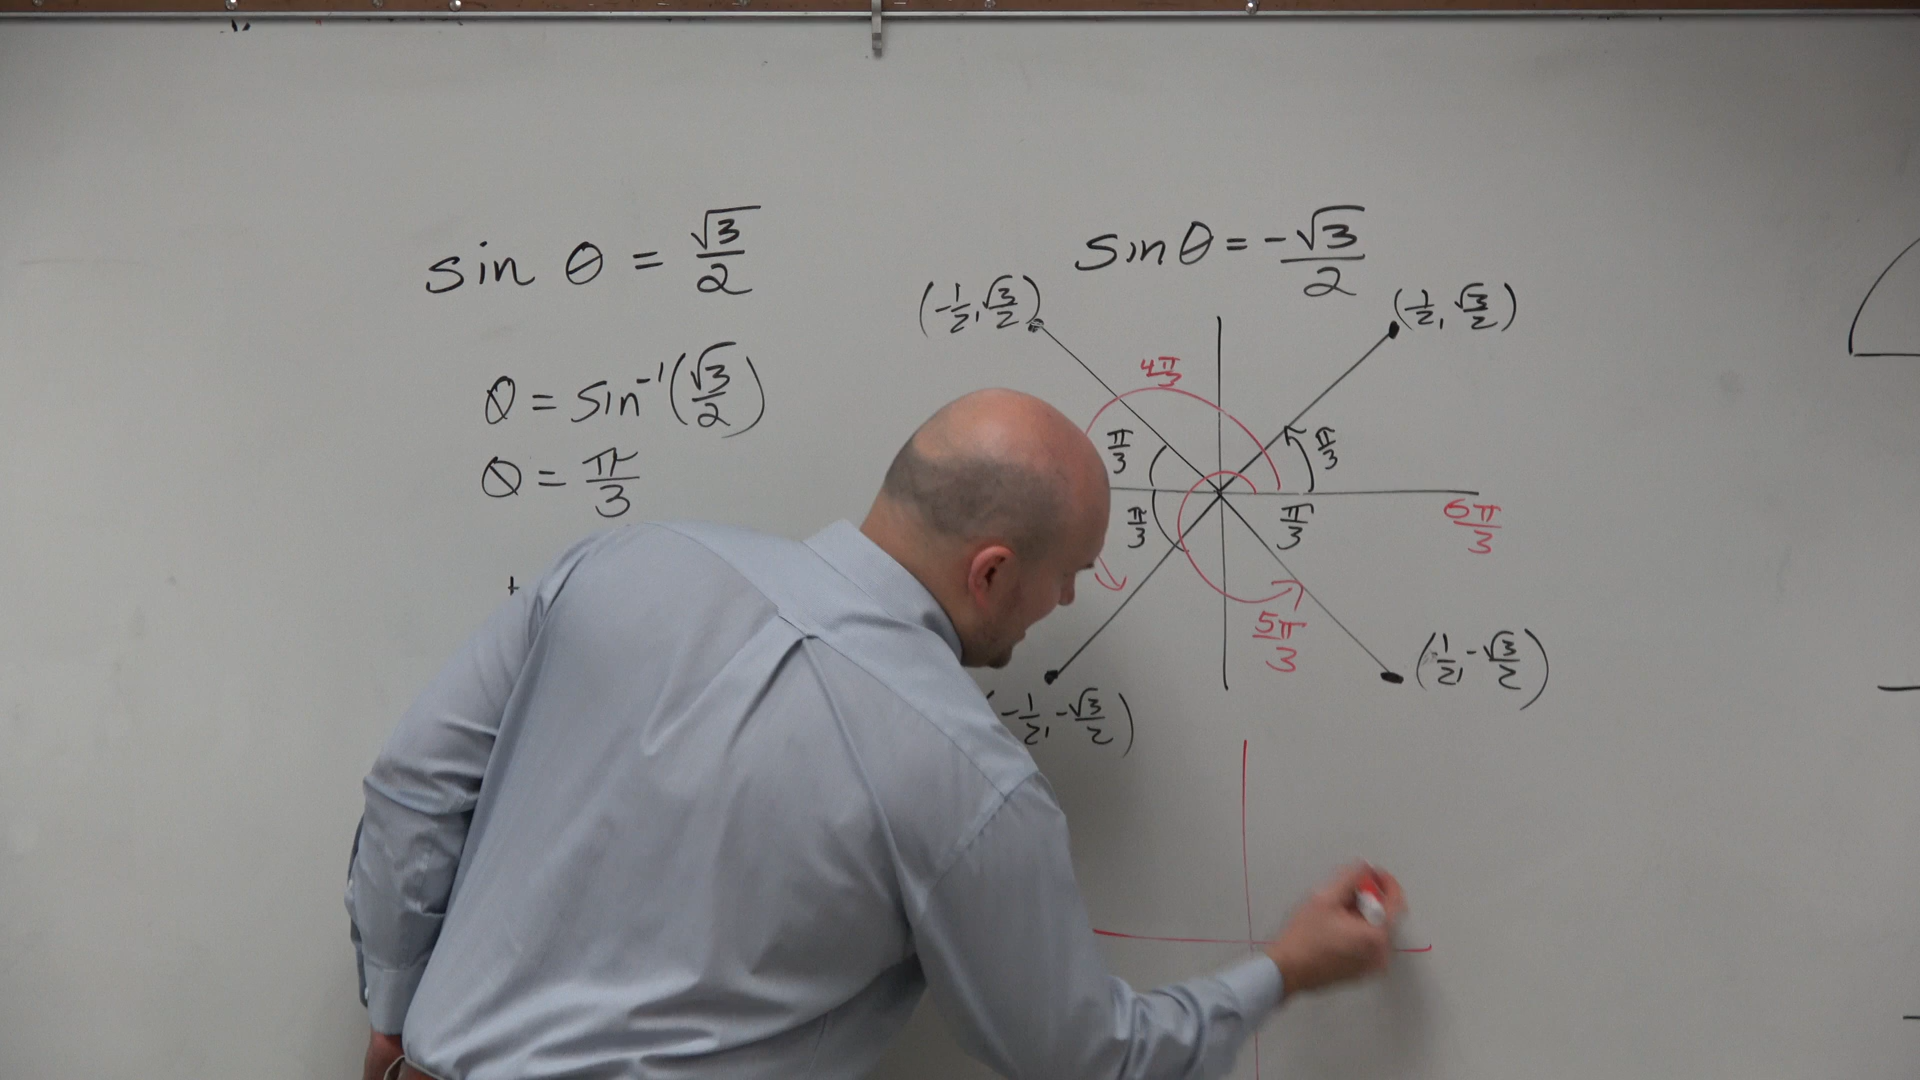 sin θ = √3/2
θ = sin⁻¹(√3/2)
θ = π/3
sinθ = -√3/2
(-1/2, √3/2)
(1/2, √3/2)
4π/3
π/3
π/3
π/3
π/3
6π/3
5π/3
(1/2, -√3/2)
-1/2, -√3/2)